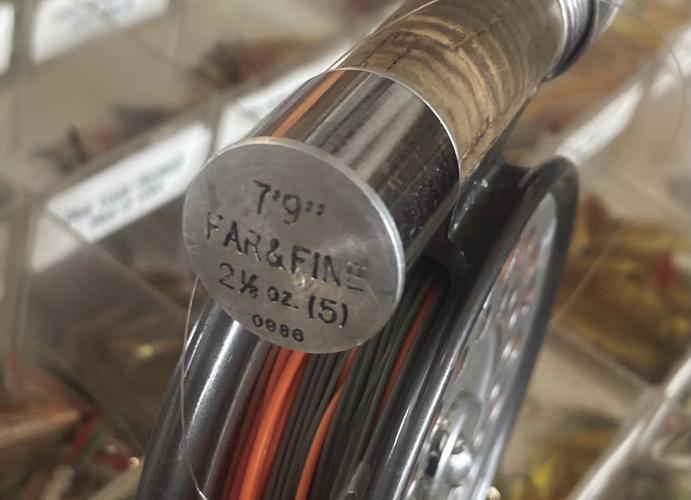 7'9"
FAR&FINE
2⅛ oz. (5)
0986